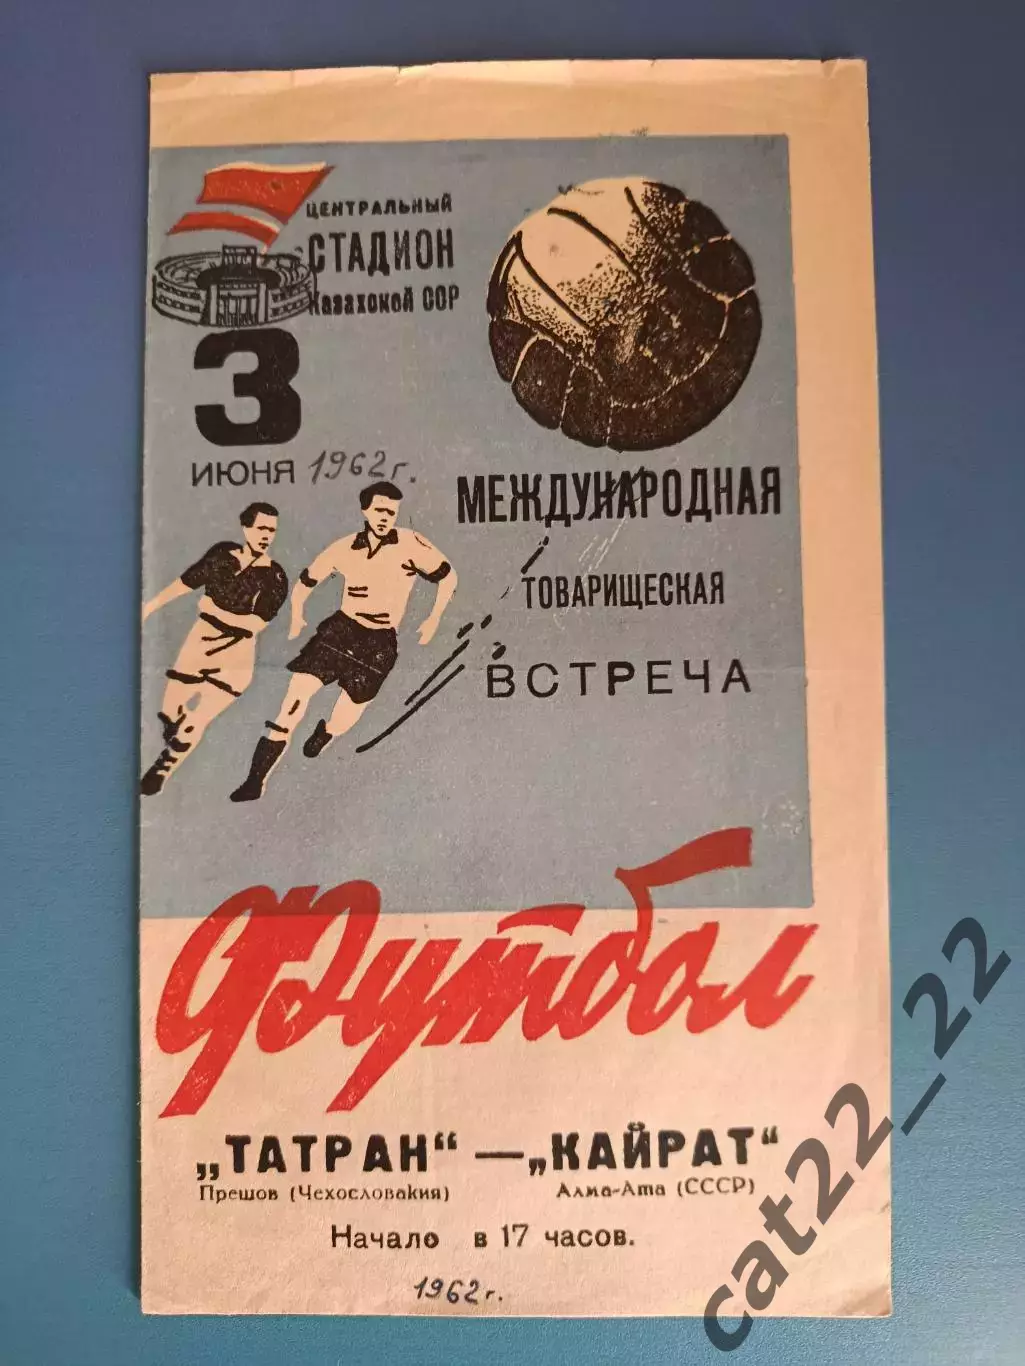 ЦЕНТРАЛЬНЫЙ
СТАДИОН
Казахской ССР
3
ИЮНЯ 1962 г.
МЕЖДУНАРОДНАЯ
ТОВАРИЩЕСКАЯ
ВСТРЕЧА
Футбол
„ТАТРАН“ — „КАЙРАТ“
Прешов (Чехословакия) Алма-Ата (СССР)
Начало в 17 часов.
1962 г.
cat22_22